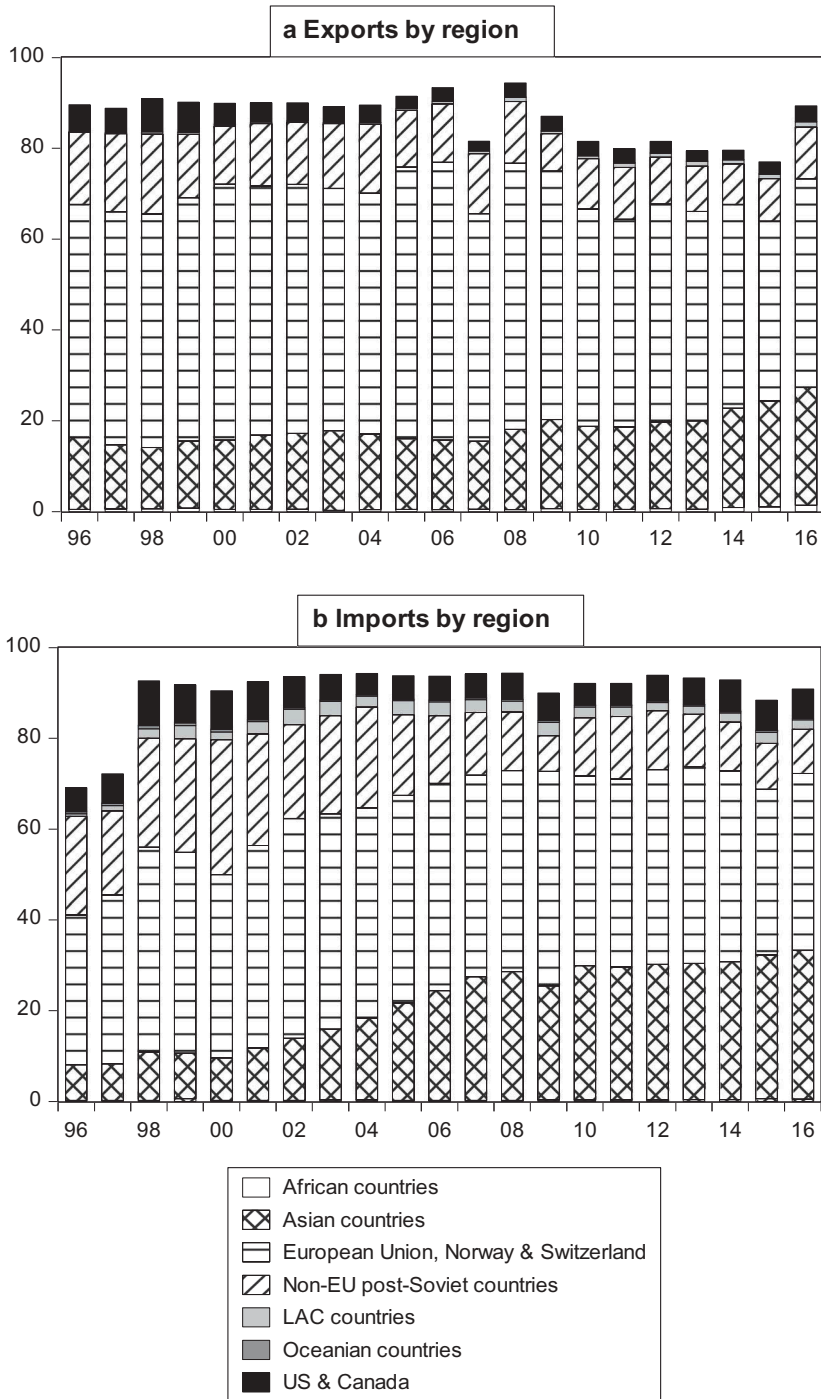 a Exports by region
100
80
60
40
20
0
96 98 00 02 04 06 08 10 12 14 16
b Imports by region
100
80
60
40
20
0
96 98 00 02 04 06 08 10 12 14 16
African countries
Asian countries
European Union, Norway & Switzerland
Non-EU post-Soviet countries
LAC countries
Oceanian countries
US & Canada